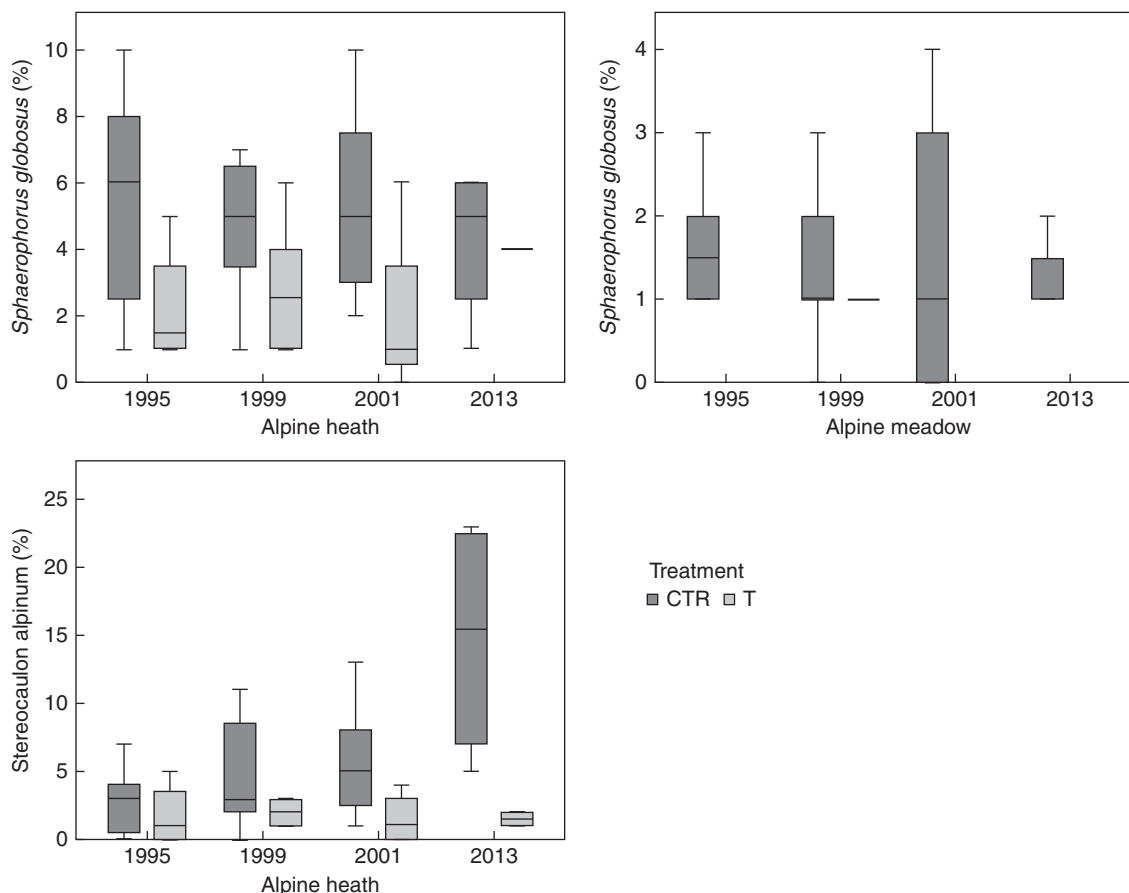 Sphaerophorus globosus (%)
10
8
6
4
2
0
1995 1999 2001 2013
Alpine heath
Sphaerophorus globosus (%)
4
3
2
1
0
1995 1999 2001 2013
Alpine meadow
Stereocaulon alpinum (%)
25
20
15
10
5
0
1995 1999 2001 2013
Alpine heath
Treatment
CTR T